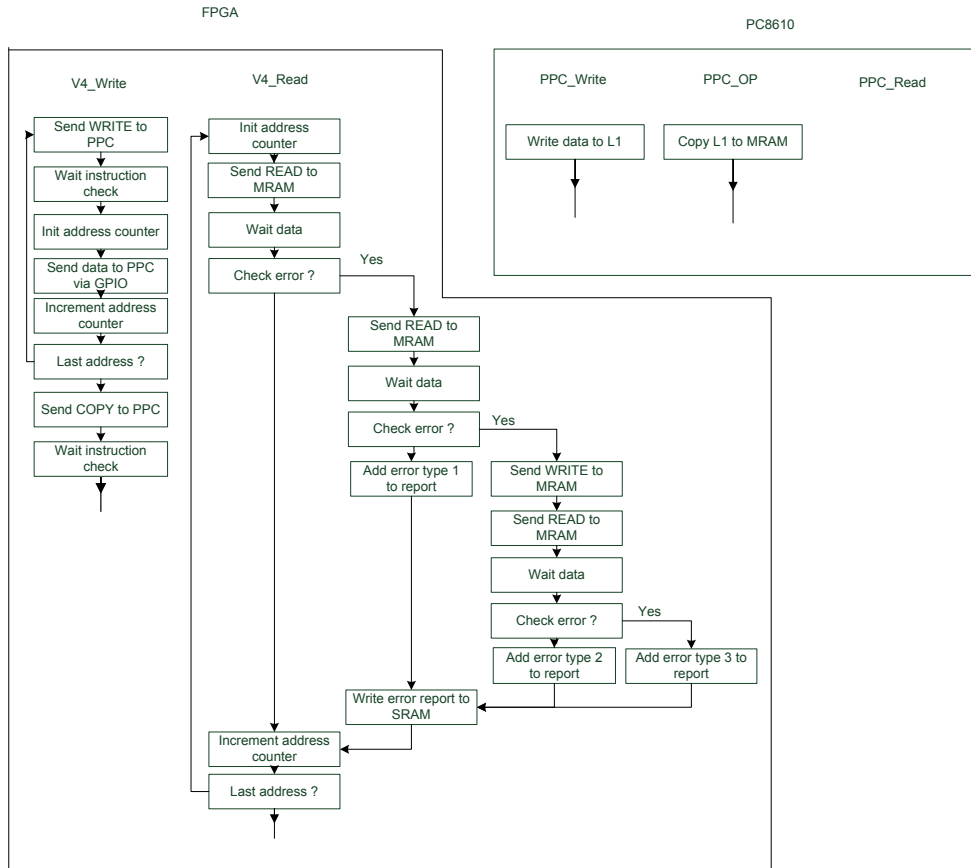 FPGA
PC8610
V4_Write
V4_Read
PPC_Write
PPC_OP
PPC_Read
Send WRITE to
PPC
Wait instruction
check
Init address counter
Send data to PPC
via GPIO
Increment address
counter
Last address ?
Send COPY to PPC
Wait instruction
check
Init address
counter
Send READ to
MRAM
Wait data
Check error ?
Yes
Send READ to
MRAM
Wait data
Check error ?
Yes
Add error type 1
to report
Send WRITE to
MRAM
Send READ to
MRAM
Wait data
Check error ?
Yes
Add error type 2
to report
Add error type 3 to
report
Write error report to
SRAM
Increment address
counter
Last address ?
Write data to L1
Copy L1 to MRAM